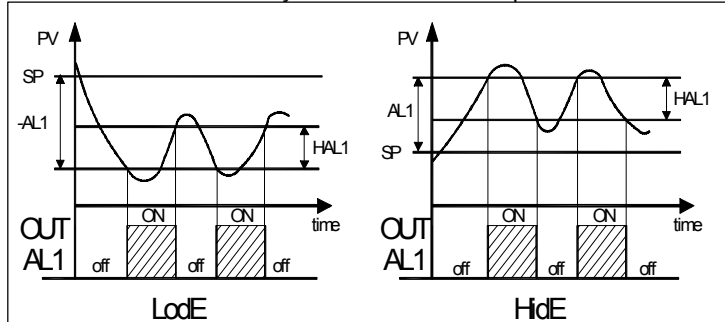 PV
SP
-AL1
HAL1
time
ON
ON
OUT
AL1
off
off
off
LodE
PV
AL1
HAL1
SP
time
ON
ON
OUT
AL1
off
off
off
HidE